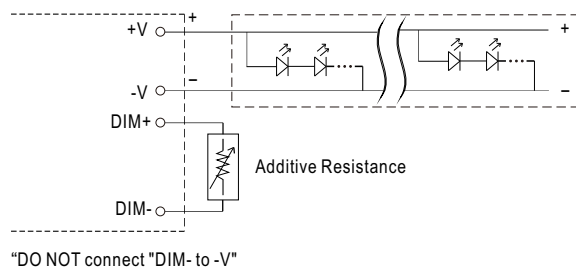 +V
+
-V
−
DIM+
DIM-
+
−
Additive Resistance
“DO NOT connect "DIM- to -V"